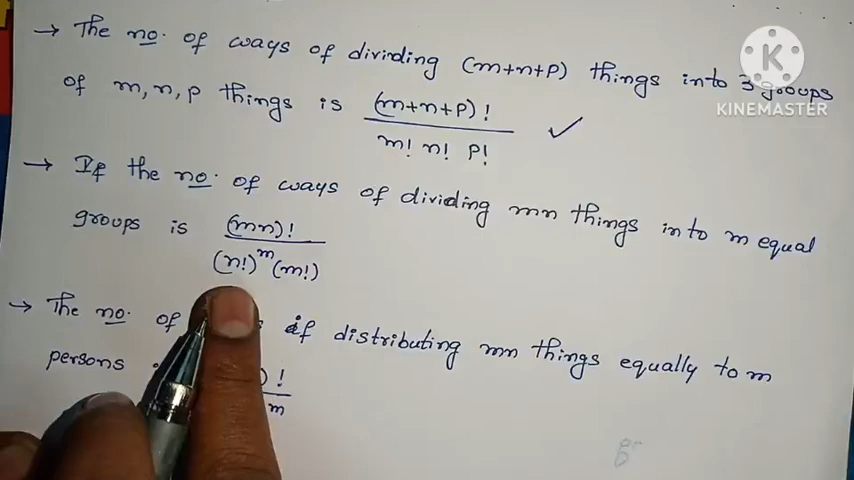 → The no. of ways of dividing (m+n+p) things into 3 groups
of m, n, p things is (m+n+p)! / m! n! p! ✓
→ If the no. of ways of dividing mn things into m equal
groups is (mn)! / (n!)^m (m!)
→ The no. of if distributing mn things equally to m
persons )! / m
K
KINEMASTER